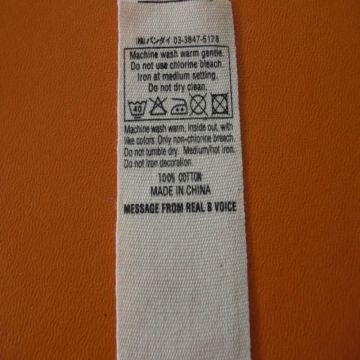 (株)バンダイ 03-3847-5178
Machine wash warm gentle.
Do not use chlorine bleach.
Iron at medium setting.
Do not dry clean.
40
Machine wash warm, inside out, with
like colors. Only non-chlorine bleach.
Do not tumble dry. Medium/hot iron.
Do not iron decoration.
100% COTTON
MADE IN CHINA
MESSAGE FROM REAL B VOICE